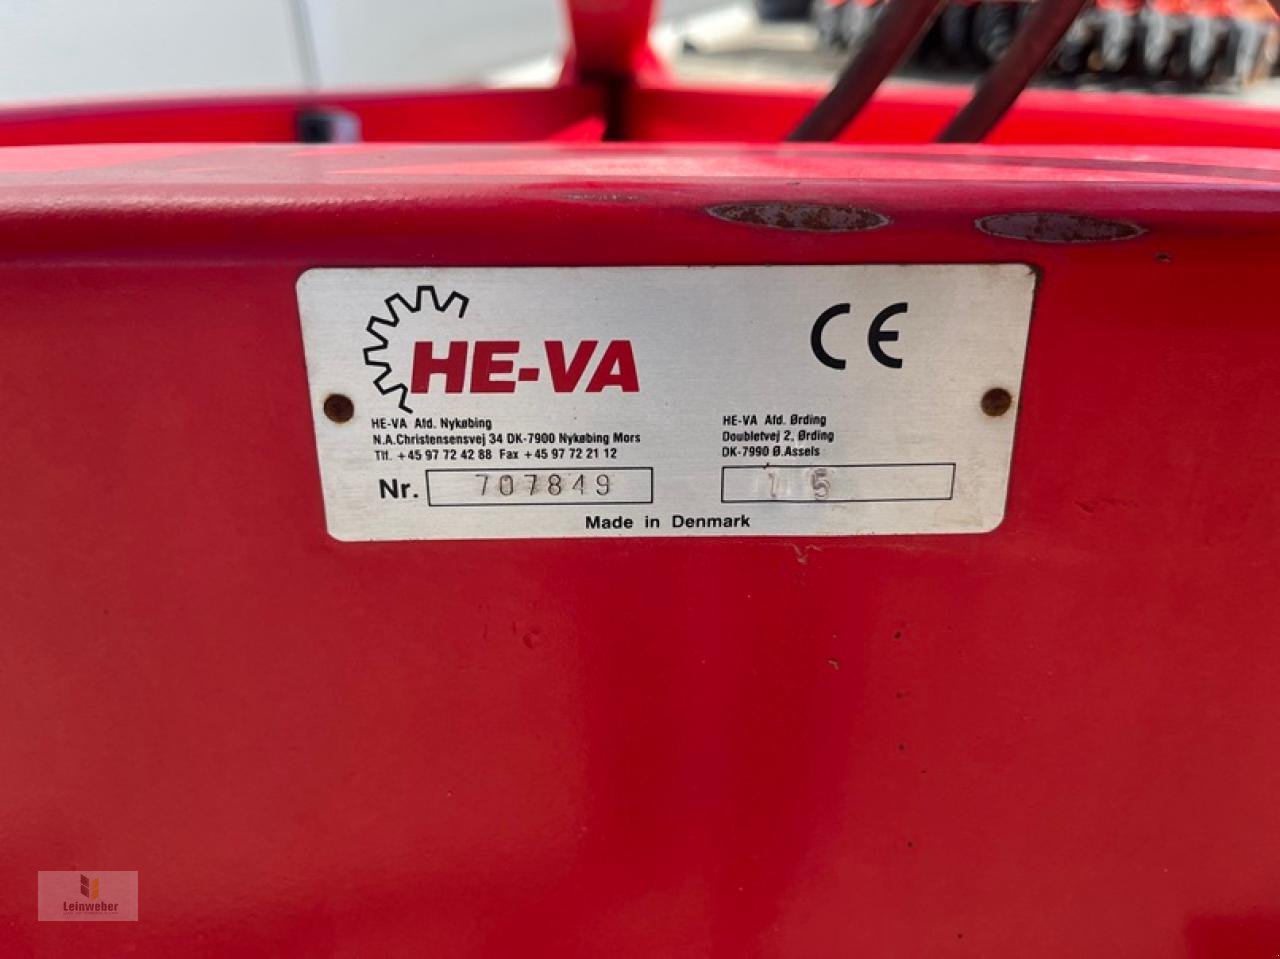 HE-VA
CE
HE-VA Afd. Nykøbing
N.A.Christensensvej 34 DK-7900 Nykøbing Mors
Tlf. +45 97 72 42 88 Fax +45 97 72 21 12
HE-VA Afd. Ørding
Doubletvej 2, Ørding
DK-7990 Ø.Assels
Nr. 707849
15
Made in Denmark
Leinweber